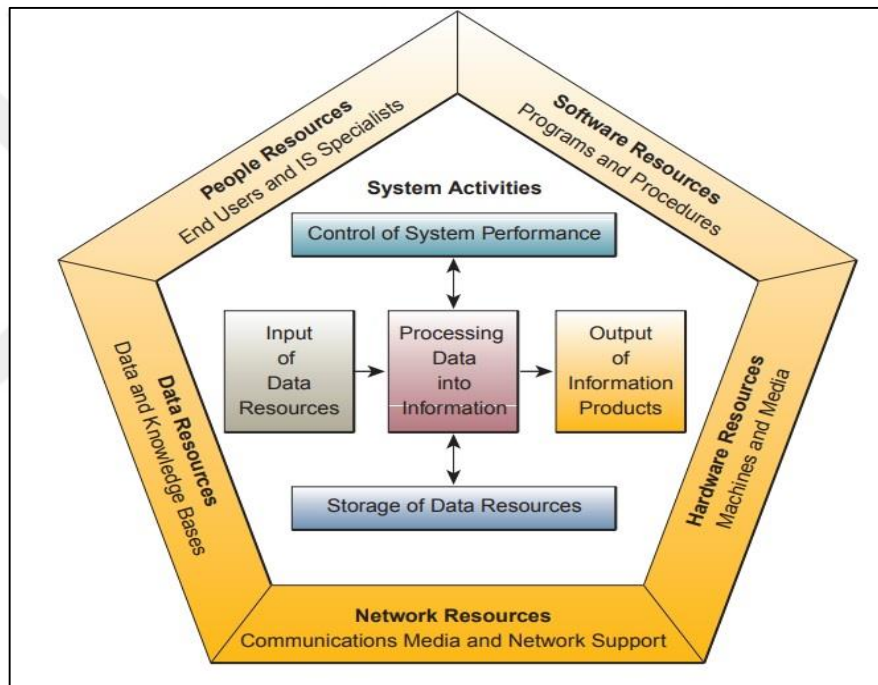 People Resources
End Users and IS Specialists
Software Resources
Programs and Procedures
System Activities
Control of System Performance
Input
of
Data
Resources
Processing
Data
into
Information
Output
of
Information
Products
Storage of Data Resources
Data Resources
Data and Knowledge Bases
Hardware Resources
Machines and Media
Network Resources
Communications Media and Network Support